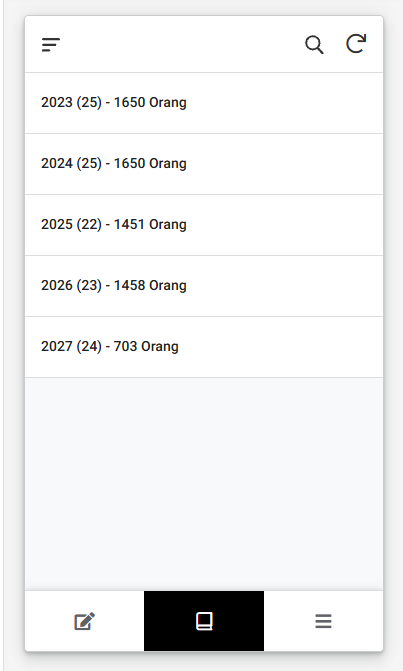 2023 (25) - 1650 Orang
2024 (25) - 1650 Orang
2025 (22) - 1451 Orang
2026 (23) - 1458 Orang
2027 (24) - 703 Orang